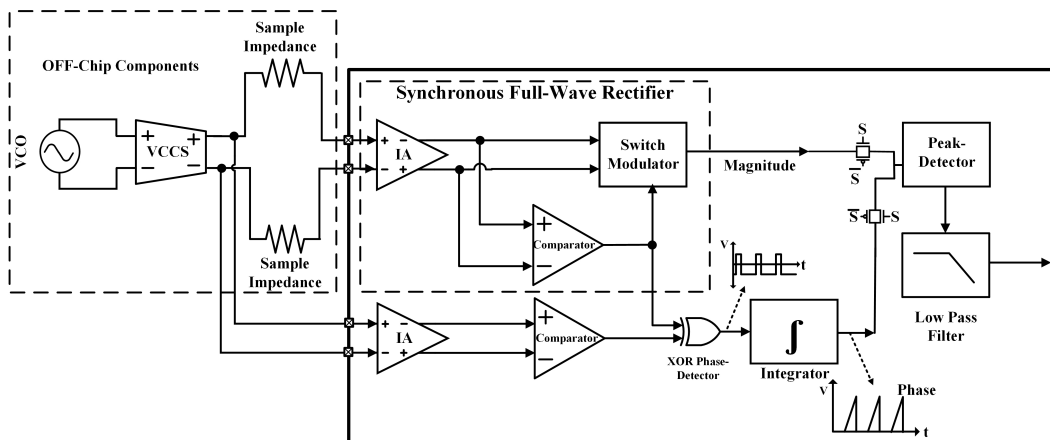 Sample
Impedance
OFF-Chip Components
VCO
+
−
VCCS
+
−
Sample
Impedance
Synchronous Full-Wave Rectifier
+ −
IA
− +
Switch
Modulator
Magnitude
S
S̅
Peak-
Detector
+
Comparator
−
S̅
S
V
t
Low Pass
Filter
+ −
IA
− +
+
Comparator
−
XOR Phase-
Detector
∫
Integrator
V
Phase
t